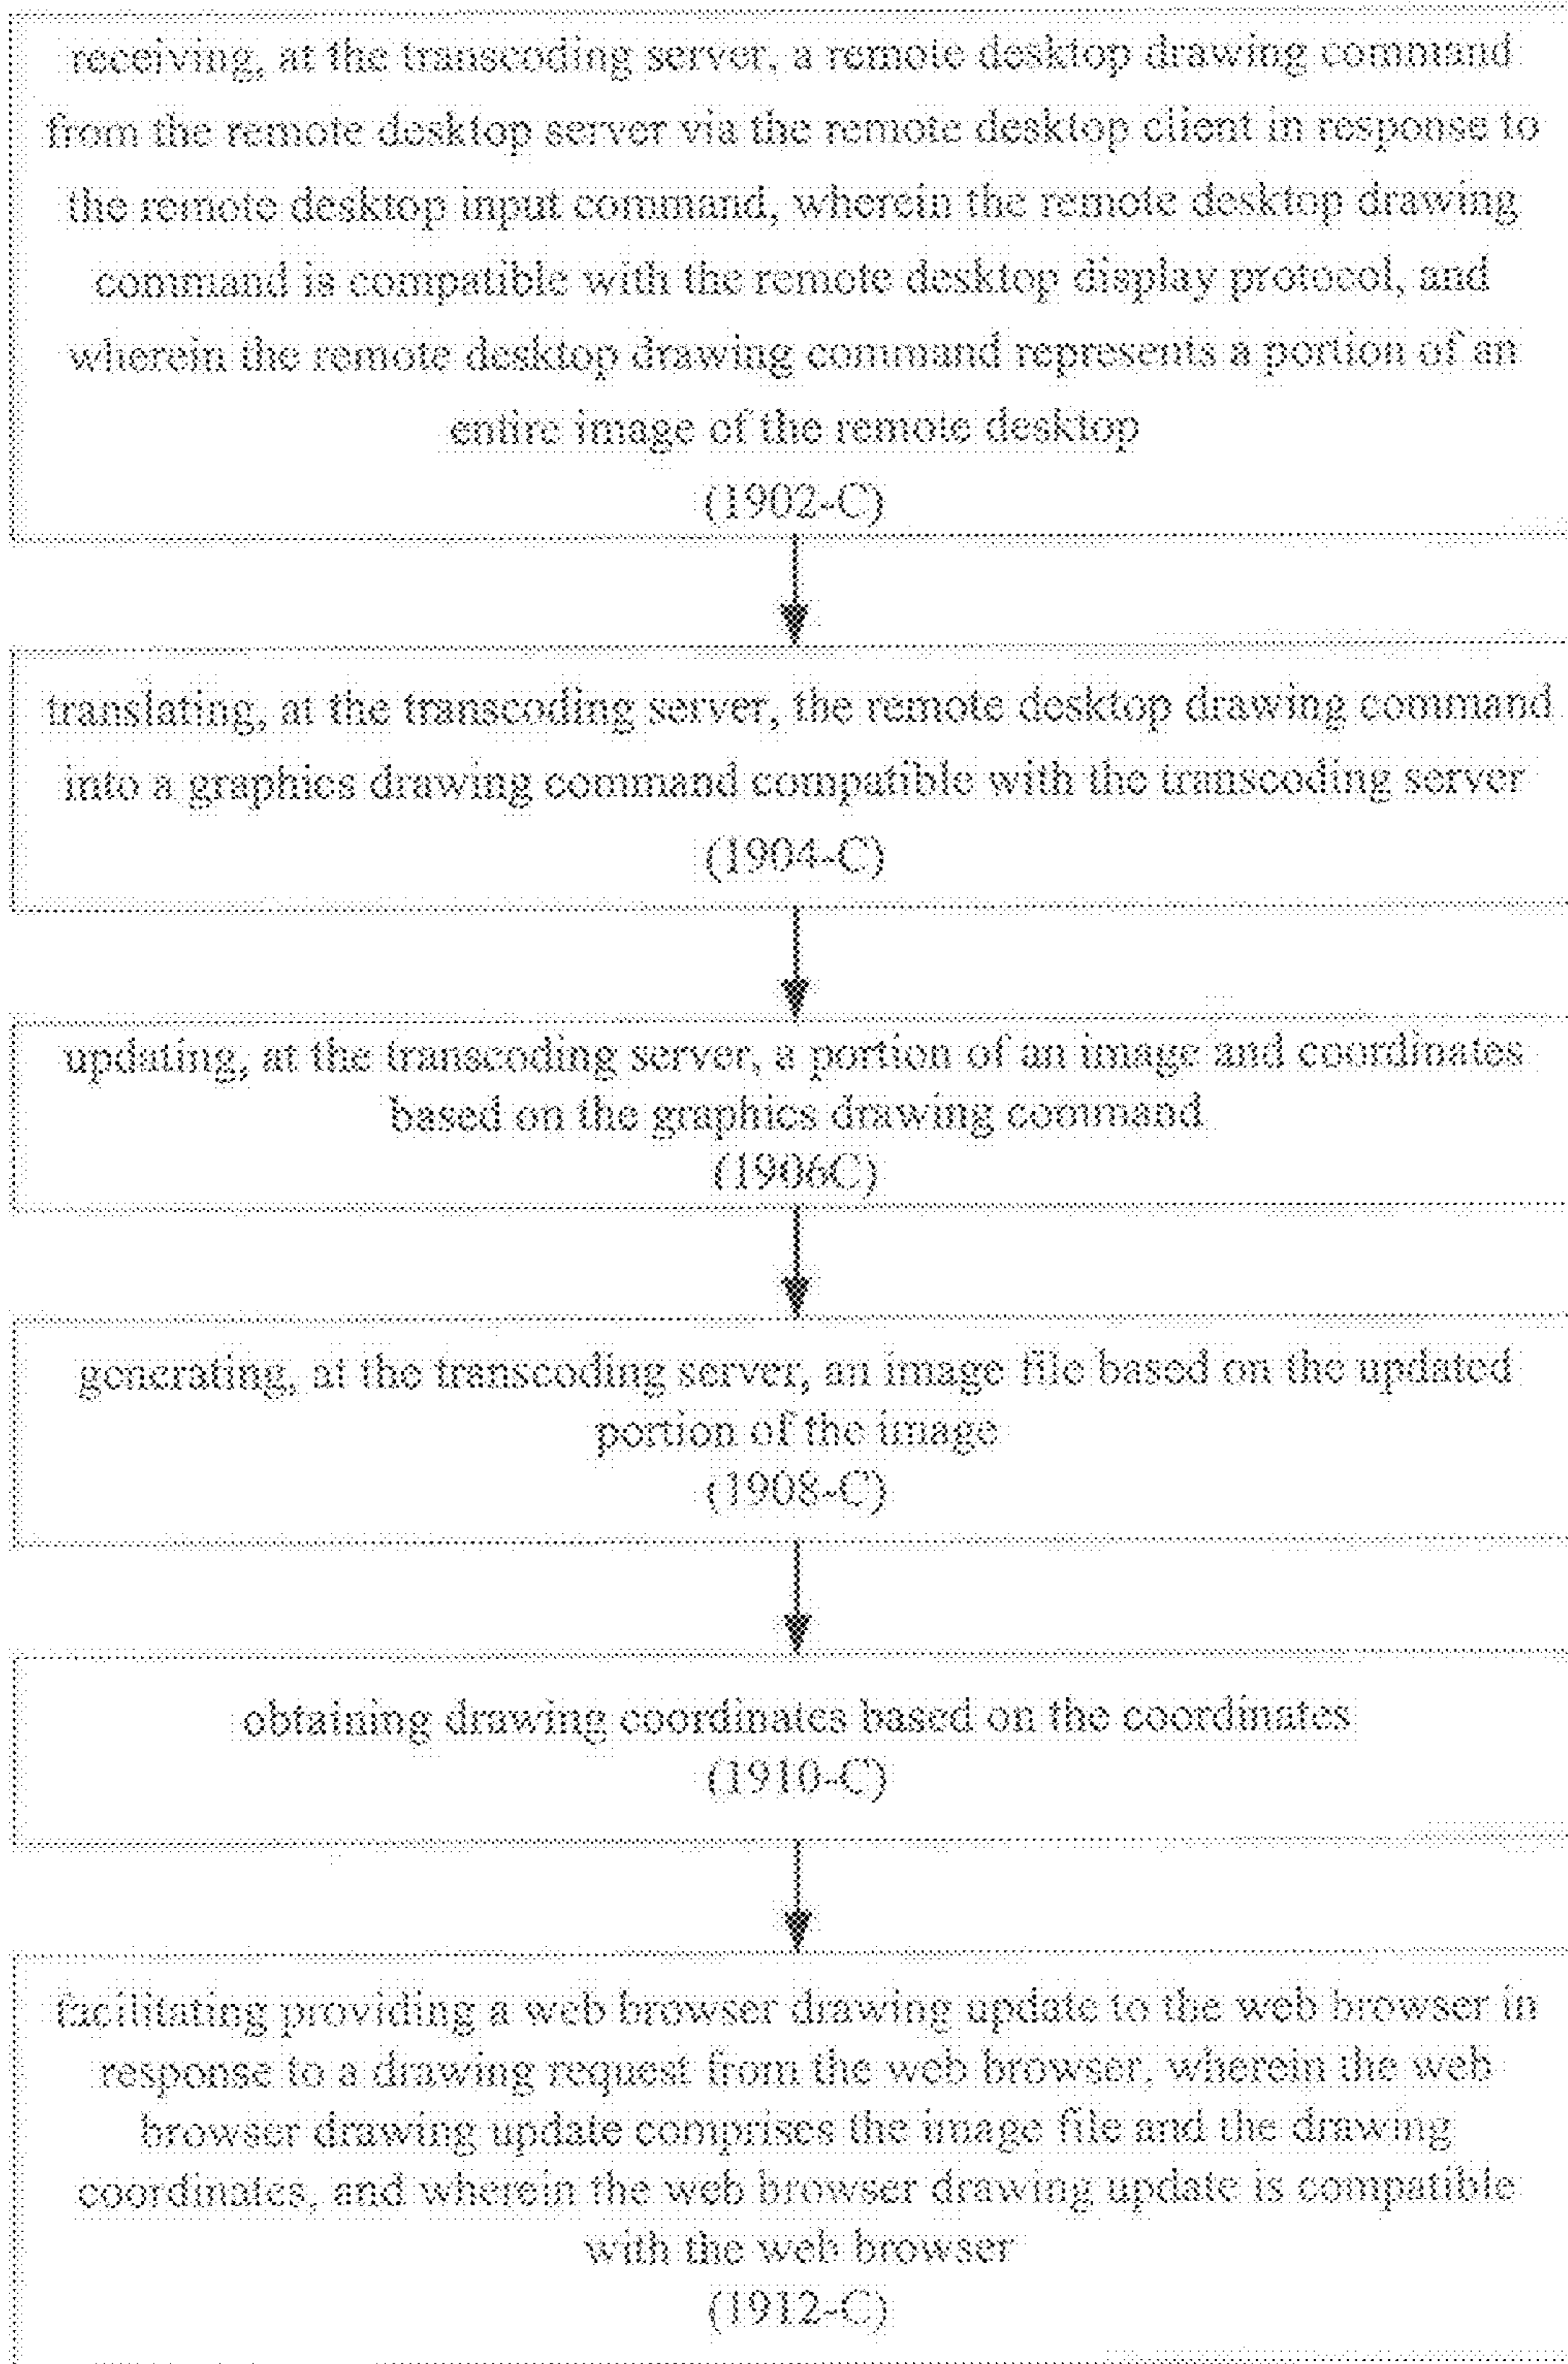 receiving, at the transcoding server, a remote desktop drawing command
from the remote desktop server via the remote desktop client in response to
the remote desktop input command, wherein the remote desktop drawing
command is compatible with the remote desktop display protocol, and
wherein the remote desktop drawing command represents a portion of an
entire image of the remote desktop
(1902-C)
translating, at the transcoding server, the remote desktop drawing command
into a graphics drawing command compatible with the transcoding server
(1904-C)
updating, at the transcoding server, a portion of an image and coordinates
based on the graphics drawing command
(1906C)
generating, at the transcoding server, an image file based on the updated
portion of the image
(1908-C)
obtaining drawing coordinates based on the coordinates
(1910-C)
facilitating providing a web browser drawing update to the web browser in
response to a drawing request from the web browser, wherein the web
browser drawing update comprises the image file and the drawing
coordinates, and wherein the web browser drawing update is compatible
with the web browser
(1912-C)